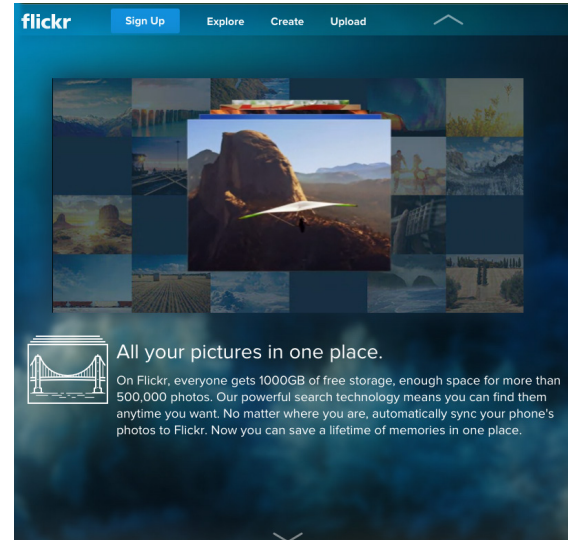 flickr Sign Up Explore Create Upload
All your pictures in one place.
On Flickr, everyone gets 1000GB of free storage, enough space for more than
500,000 photos. Our powerful search technology means you can find them
anytime you want. No matter where you are, automatically sync your phone's
photos to Flickr. Now you can save a lifetime of memories in one place.